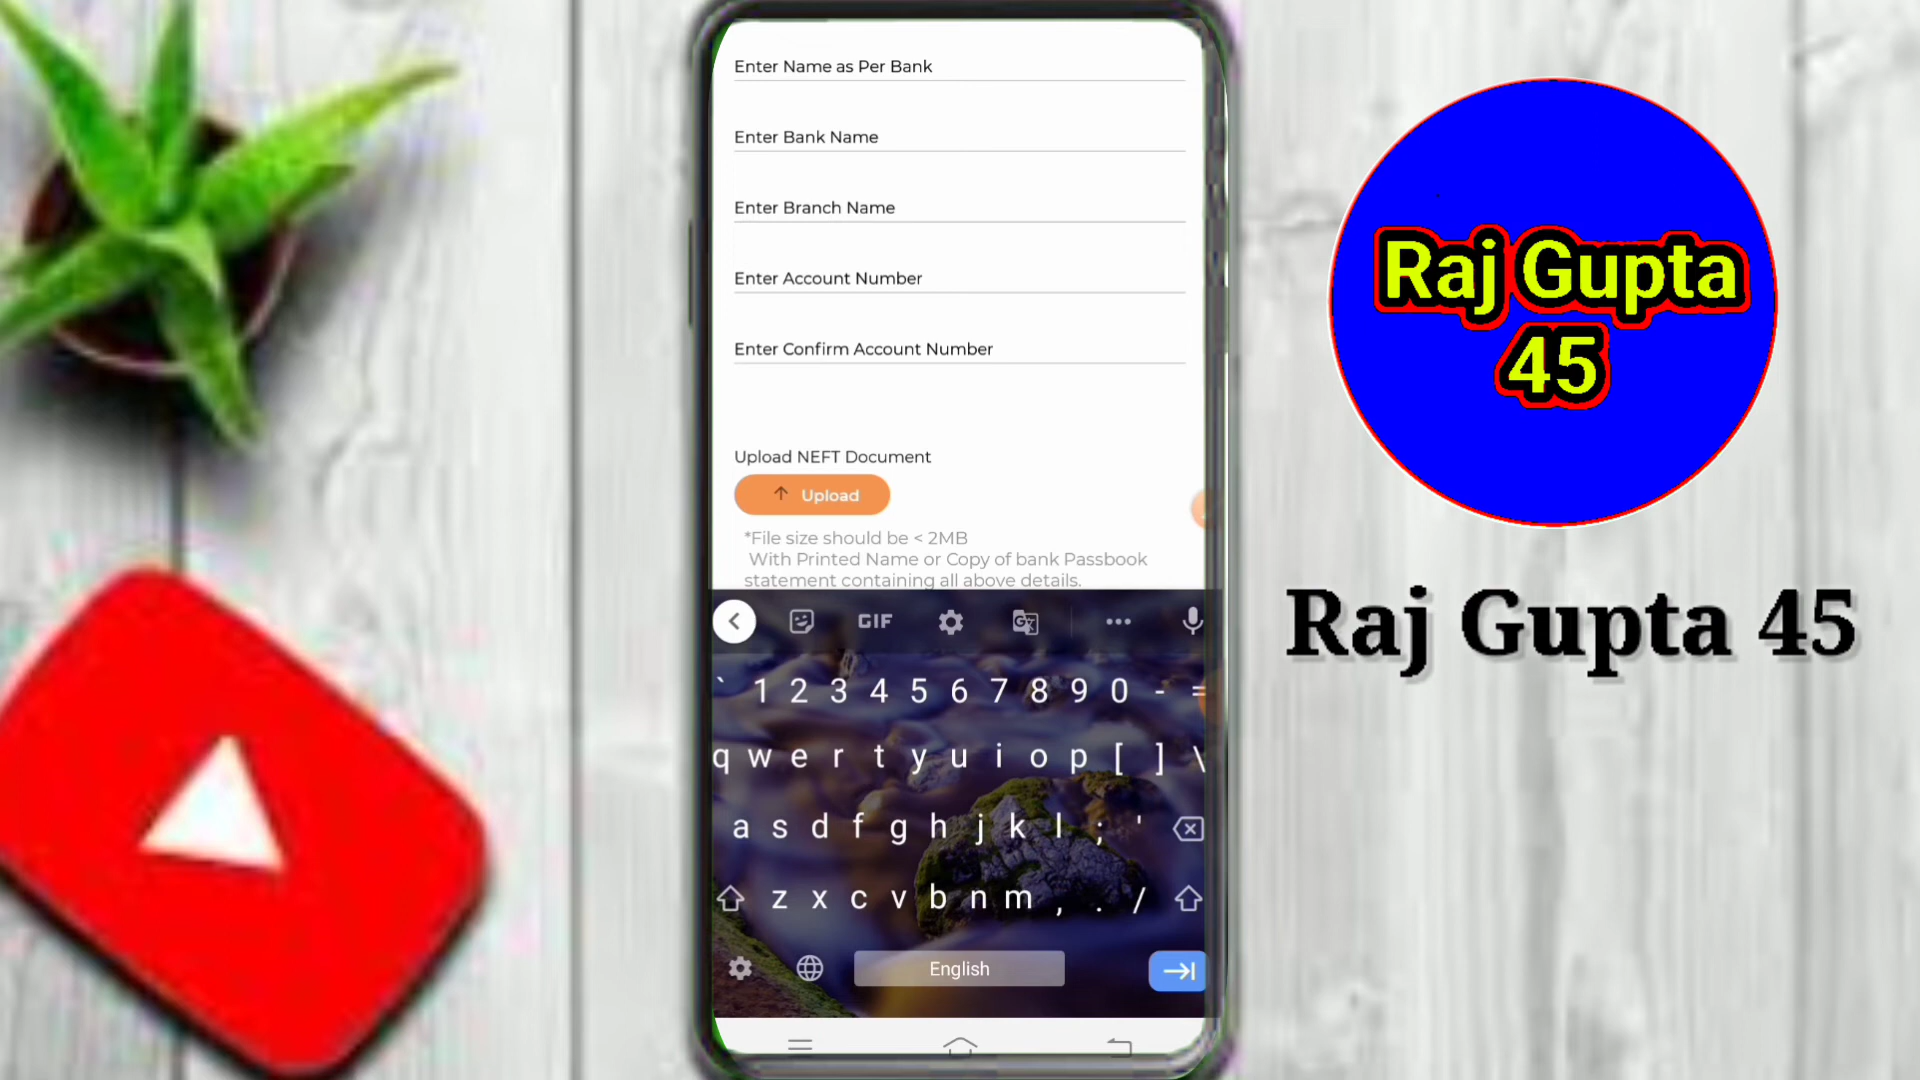 Enter Name as Per Bank
Enter Bank Name
Enter Branch Name
Enter Account Number
Enter Confirm Account Number
Upload NEFT Document
Upload
*File size should be < 2MB
With Printed Name or Copy of bank Passbook
statement containing all above details.
GIF
` 1 2 3 4 5 6 7 8 9 0 - =
q w e r t y u i o p [ ] \
a s d f g h j k l ; '
z x c v b n m , . /
English
Raj Gupta
45
Raj Gupta 45